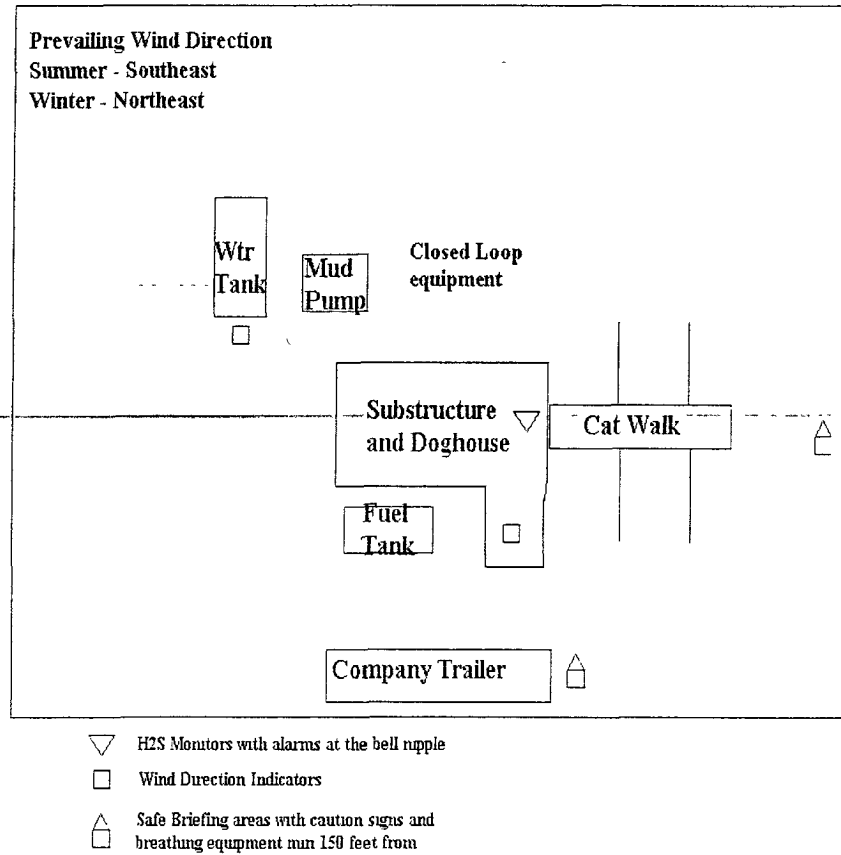 Prevailing Wind Direction
Summer - Southeast
Winter - Northeast
Wtr
Tank
Mud
Pump
Closed Loop
equipment
Substructure
and Doghouse
Cat Walk
Fuel
Tank
Company Trailer
H2S Monitors with alarms at the bell nipple
Wind Direction Indicators
Safe Briefing areas with caution signs and
breathing equipment min 150 feet from